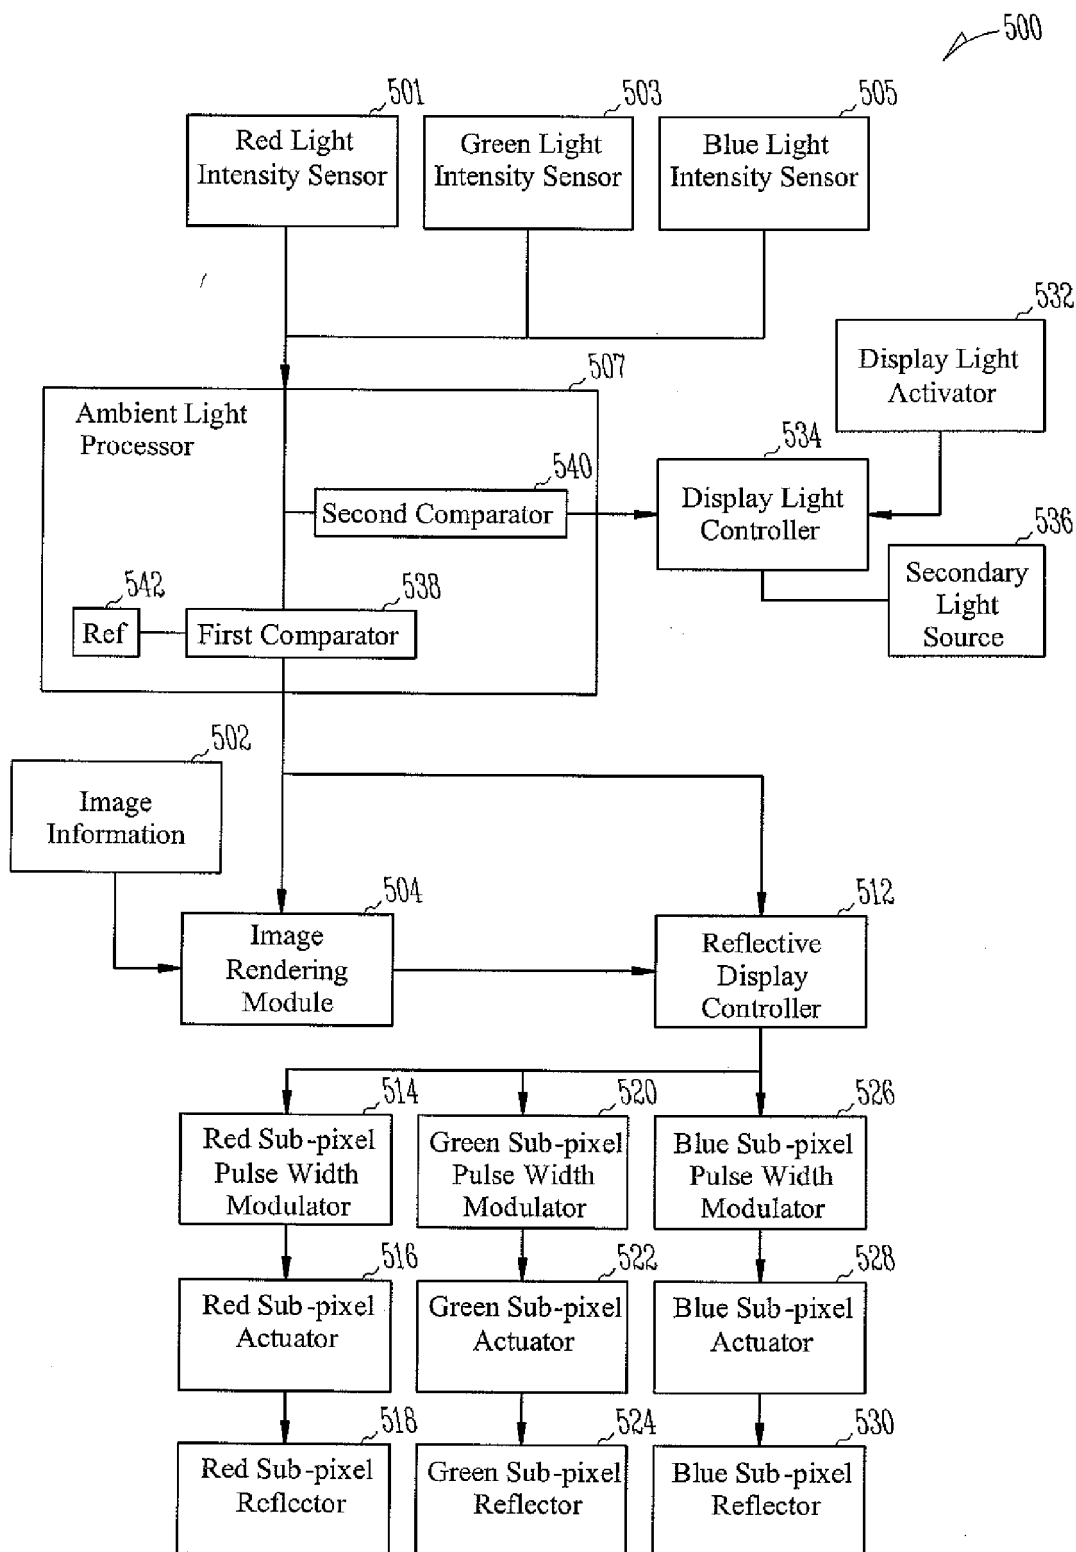 500
501
503
505
Red Light
Intensity Sensor
Green Light
Intensity Sensor
Blue Light
Intensity Sensor
532
Display Light
Activator
507
Ambient Light
Processor
534
Display Light
Controller
540
Second Comparator
536
Secondary
Light
Source
542
Ref
538
First Comparator
502
Image
Information
504
Image
Rendering
Module
512
Reflective
Display
Controller
514
Red Sub-pixel
Pulse Width
Modulator
520
Green Sub-pixel
Pulse Width
Modulator
526
Blue Sub-pixel
Pulse Width
Modulator
516
Red Sub-pixel
Actuator
522
Green Sub-pixel
Actuator
528
Blue Sub-pixel
Actuator
518
Red Sub-pixel
Reflector
524
Green Sub-pixel
Reflector
530
Blue Sub-pixel
Reflector